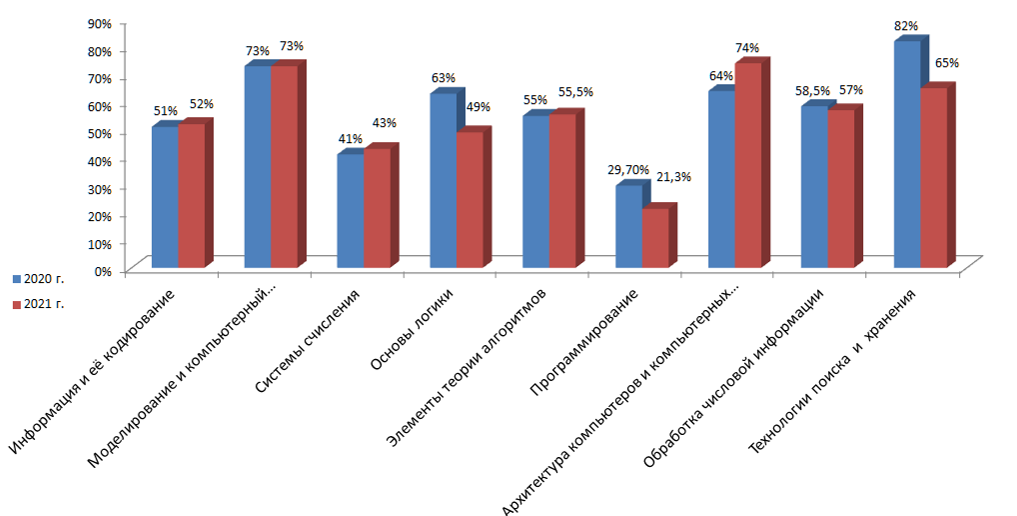 90%
80%
70%
60%
50%
40%
30%
20%
10%
0%
51%
52%
73%
73%
41%
43%
63%
49%
55%
55,5%
29,70%
21,3%
64%
74%
58,5%
57%
82%
65%
2020 г.
2021 г.
Информация и её кодирование
Моделирование и компьютерный...
Системы счисления
Основы логики
Элементы теории алгоритмов
Программирование
Архитектура компьютеров и компьютерных...
Обработка числовой информации
Технологии поиска и хранения